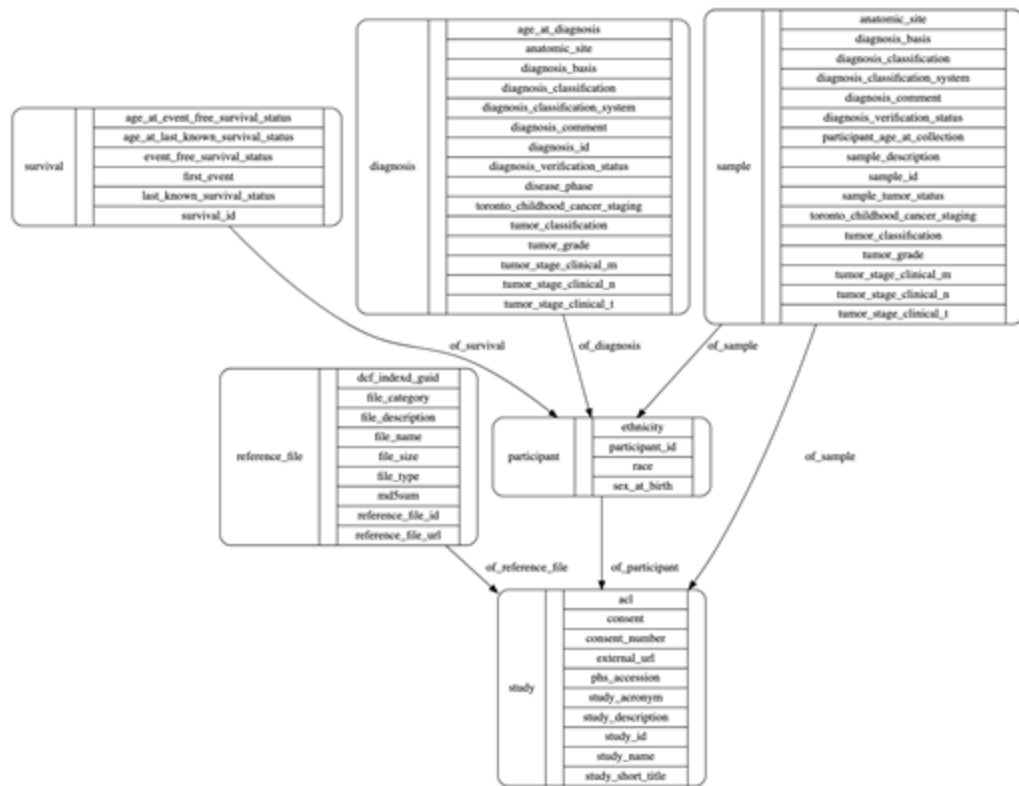 survival
age_at_event_free_survival_status
age_at_last_known_survival_status
event_free_survival_status
first_event
last_known_survival_status
survival_id
diagnosis
age_at_diagnosis
anatomic_site
diagnosis_basis
diagnosis_classification
diagnosis_classification_system
diagnosis_comment
diagnosis_id
diagnosis_verification_status
disease_phase
toronto_childhood_cancer_staging
tumor_classification
tumor_grade
tumor_stage_clinical_m
tumor_stage_clinical_n
tumor_stage_clinical_t
sample
anatomic_site
diagnosis_basis
diagnosis_classification
diagnosis_classification_system
diagnosis_comment
diagnosis_verification_status
participant_age_at_collection
sample_description
sample_id
sample_tumor_status
toronto_childhood_cancer_staging
tumor_classification
tumor_grade
tumor_stage_clinical_m
tumor_stage_clinical_n
tumor_stage_clinical_t
of_survival
of_diagnosis
of_sample
reference_file
dcf_indexd_guid
file_category
file_description
file_name
file_size
file_type
md5sum
reference_file_id
reference_file_url
participant
ethnicity
participant_id
race
sex_at_birth
of_sample
of_reference_file
of_participant
study
acl
consent
consent_number
external_url
phs_accession
study_acronym
study_description
study_id
study_name
study_short_title